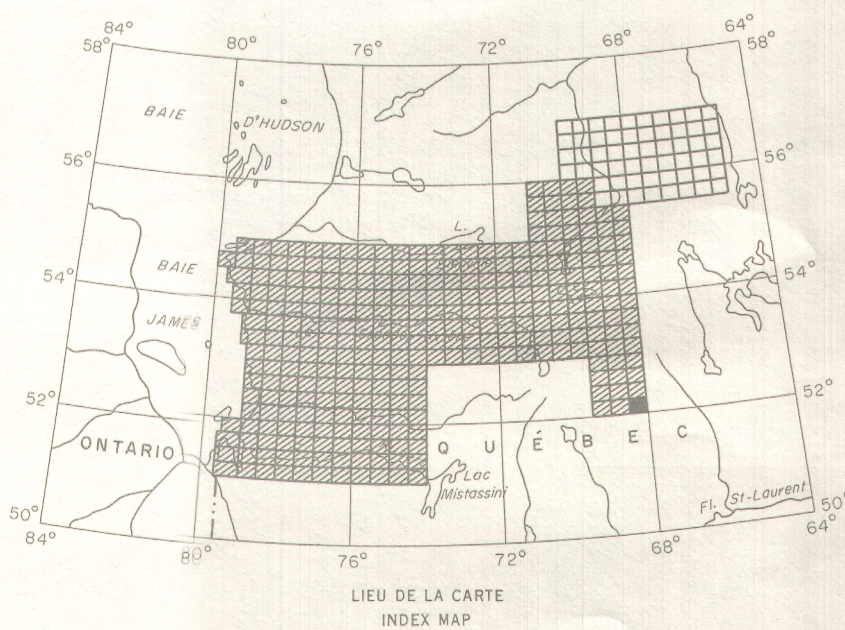 84° 80° 76° 72° 68° 64°
58° 58°
BAIE
D'HUDSON
56° 56°
L.
BAIE
54° 54°
JAMES
52° 52°
ONTARIO
QUÉBEC
Lac
Mistassini
Fl. St-Laurent
50° 50°
84° 80° 76° 72° 68° 64°
LIEU DE LA CARTE
INDEX MAP